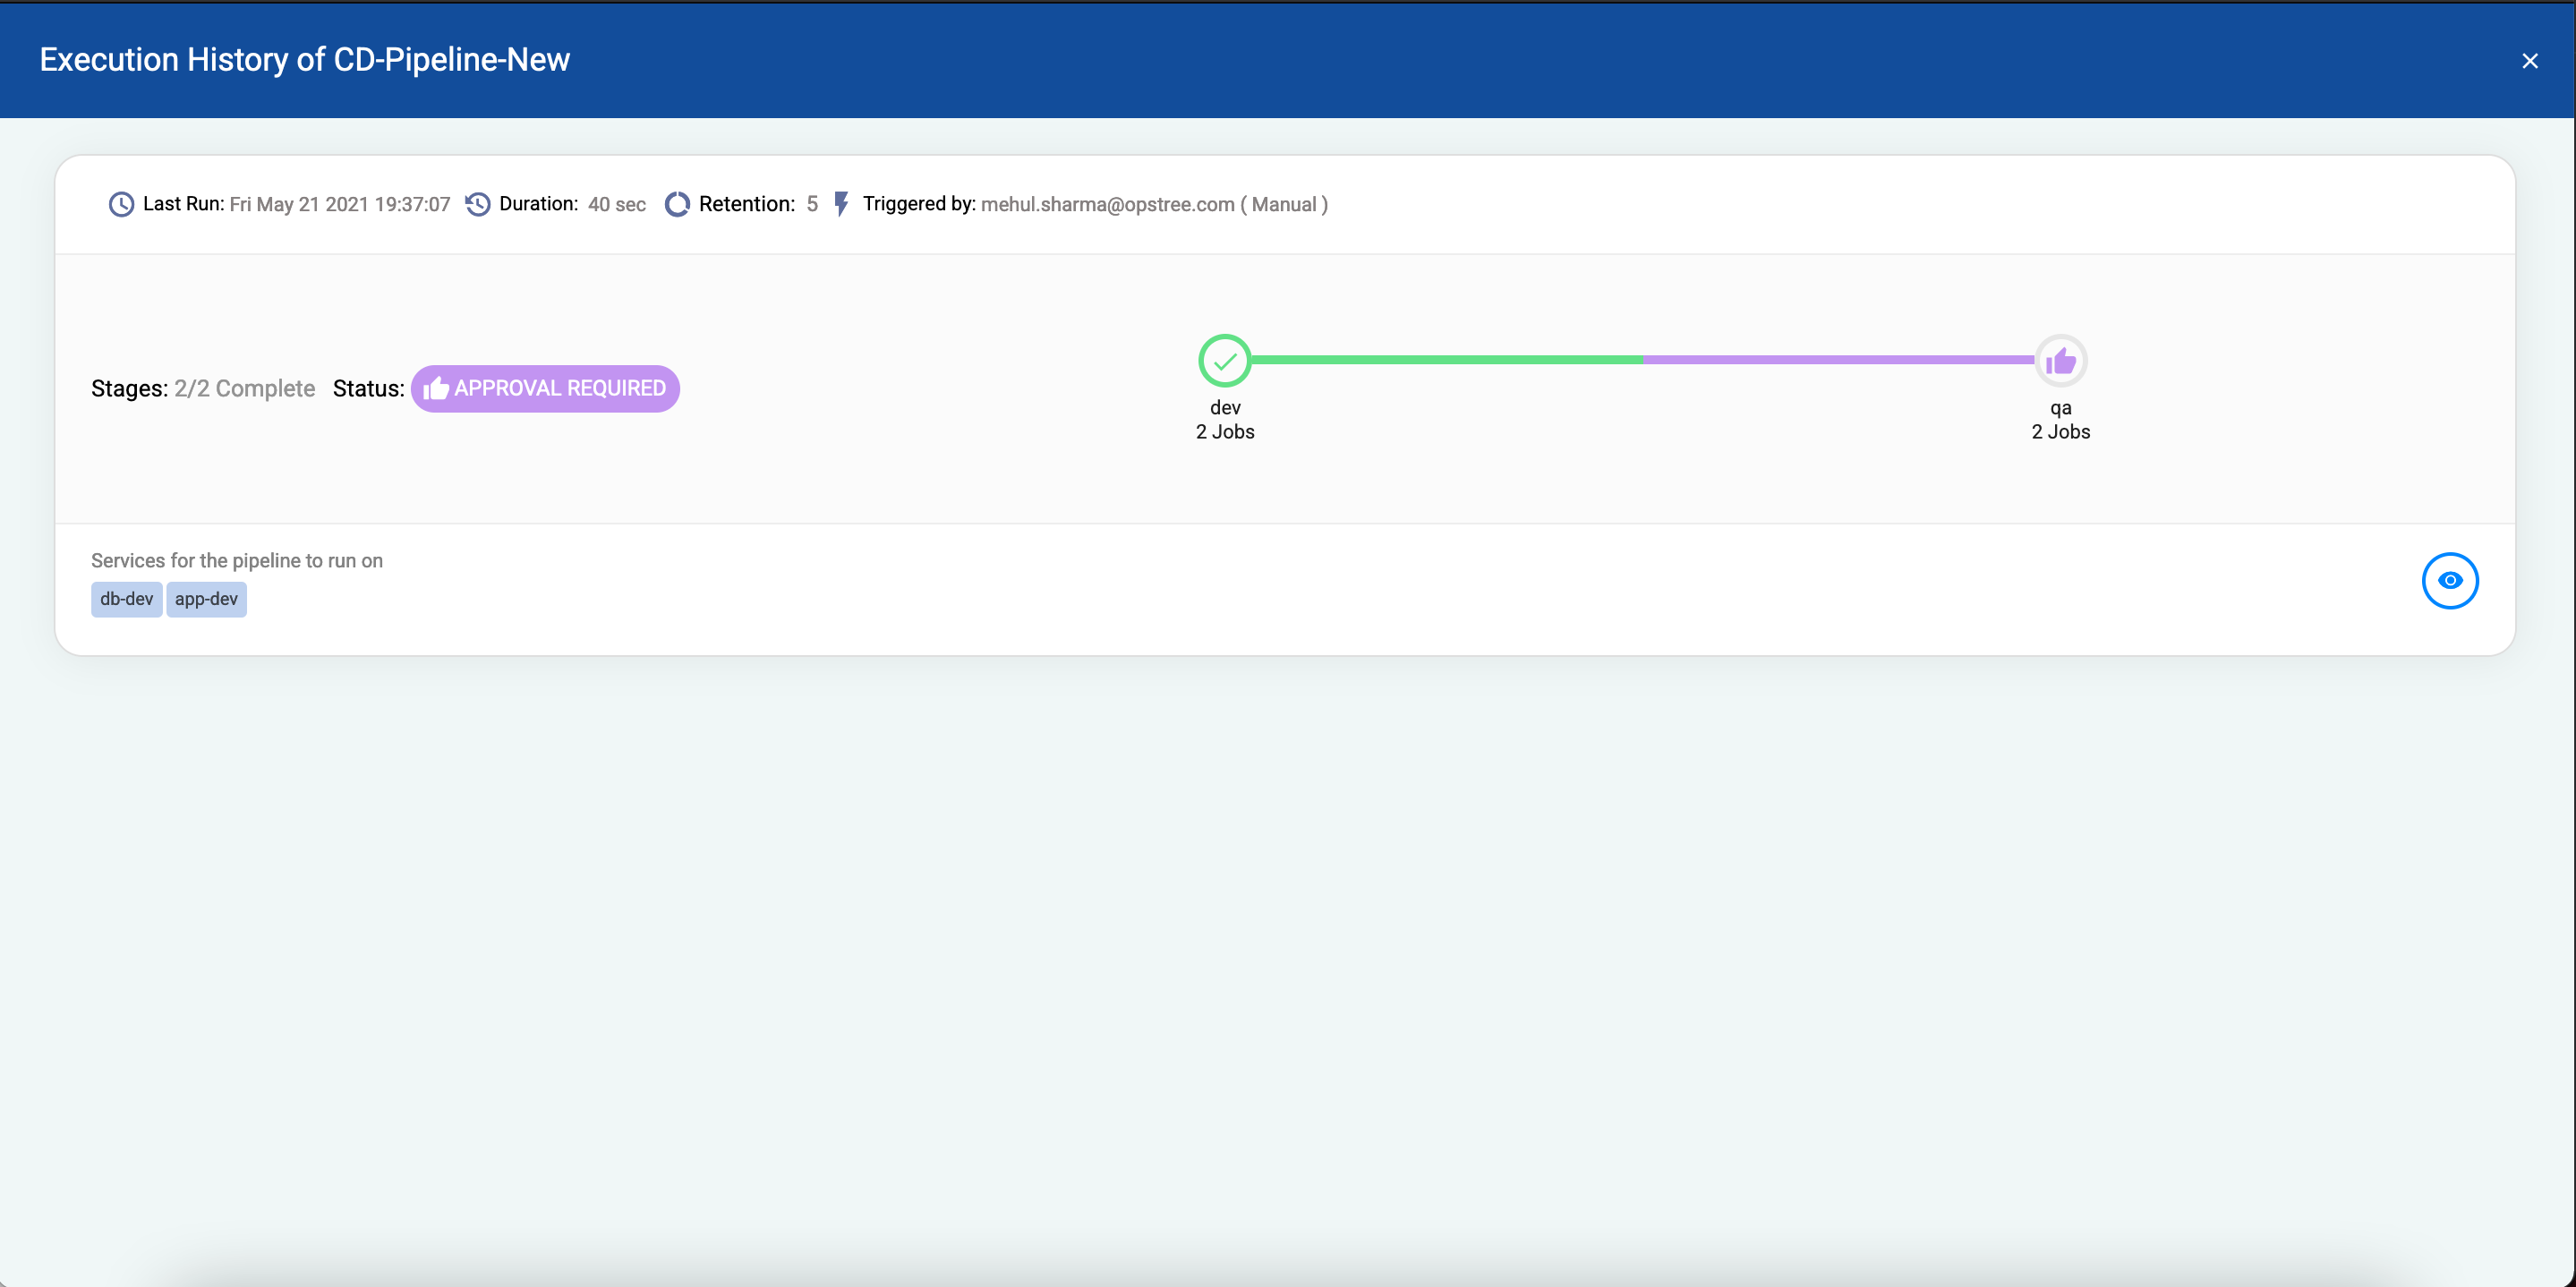 Execution History of CD-Pipeline-New
Last Run: Fri May 21 2021 19:37:07 Duration: 40 sec Retention: 5 Triggered by: mehul.sharma@opstree.com ( Manual )
Stages: 2/2 Complete Status: APPROVAL REQUIRED
dev
2 Jobs
qa
2 Jobs
Services for the pipeline to run on
db-dev app-dev